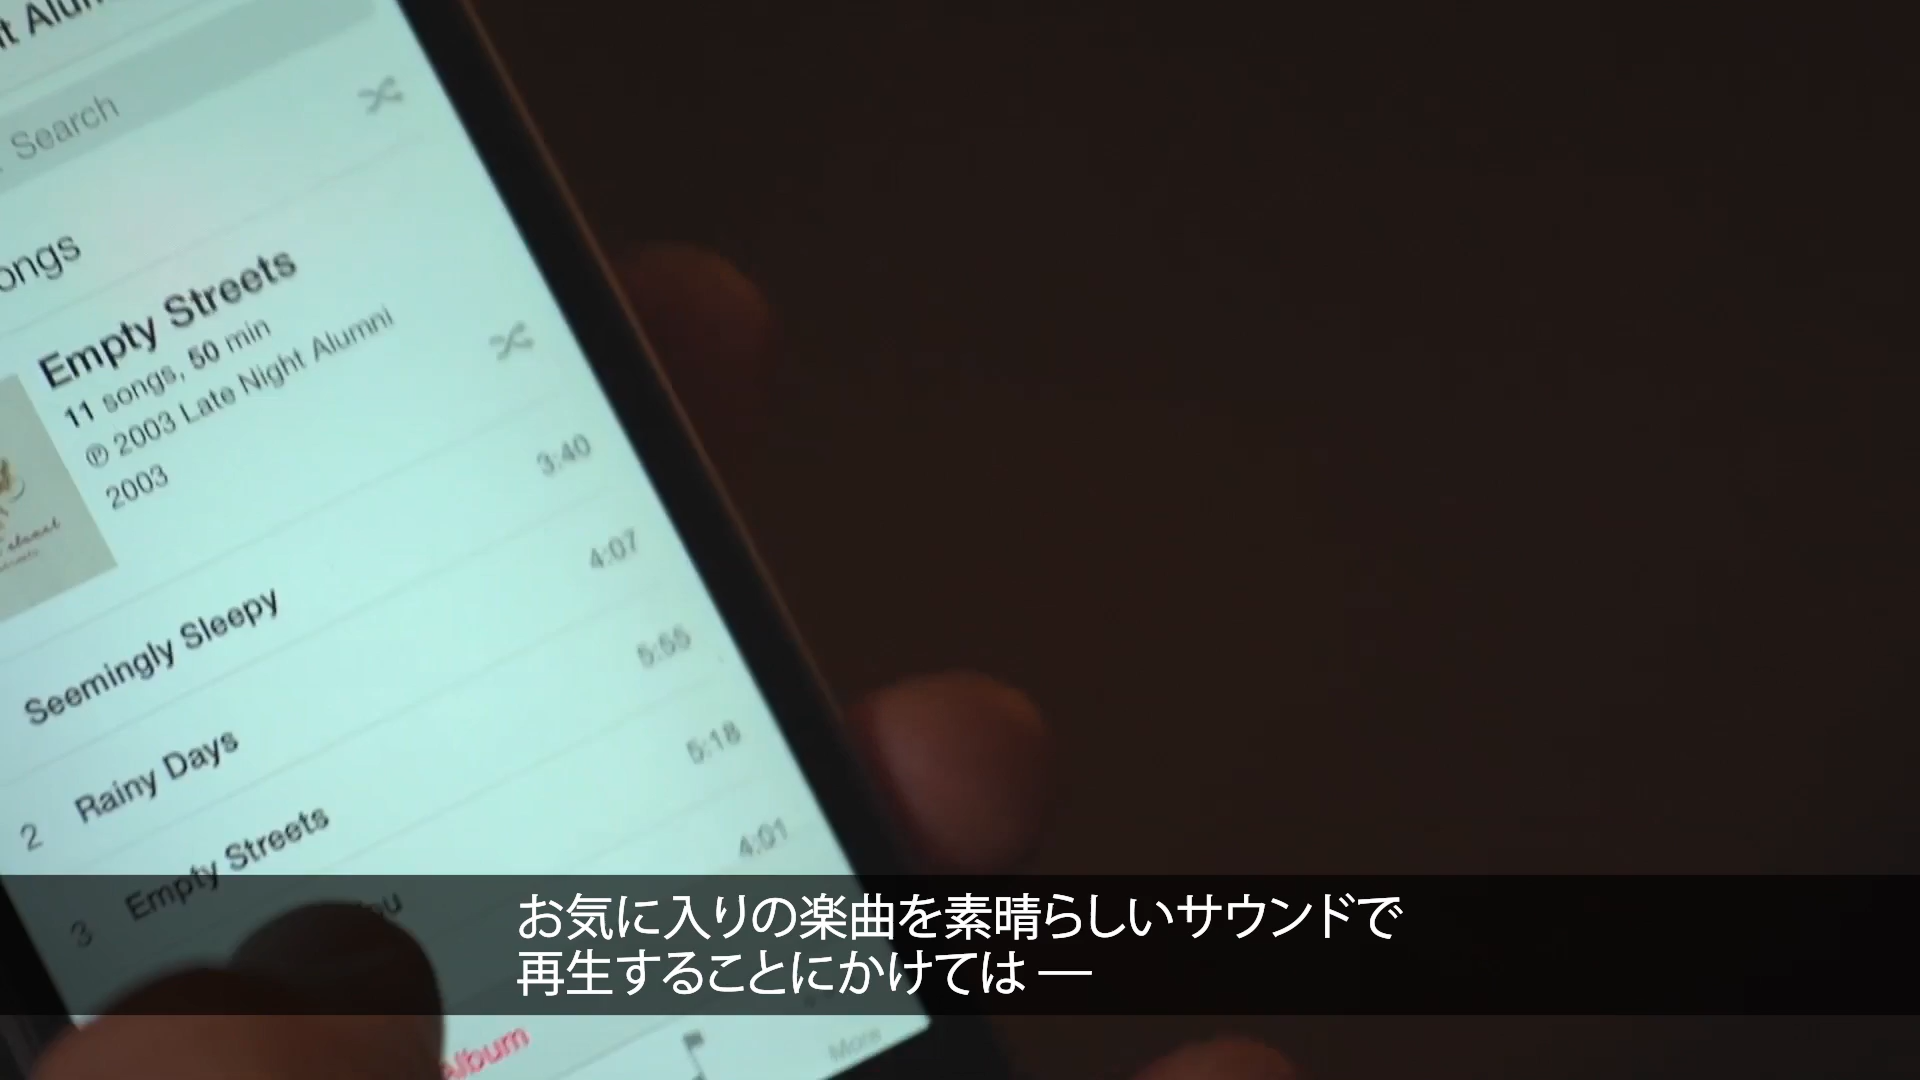 Search
Empty Streets
11 songs, 50 min
℗ 2003 Late Night Alumni
2003
Seemingly Sleepy 3:40
2 Rainy Days 4:07
3 Empty Streets 5:55
5:18
4:01
Album
More
お気に入りの楽曲を素晴らしいサウンドで
再生することにかけては ―